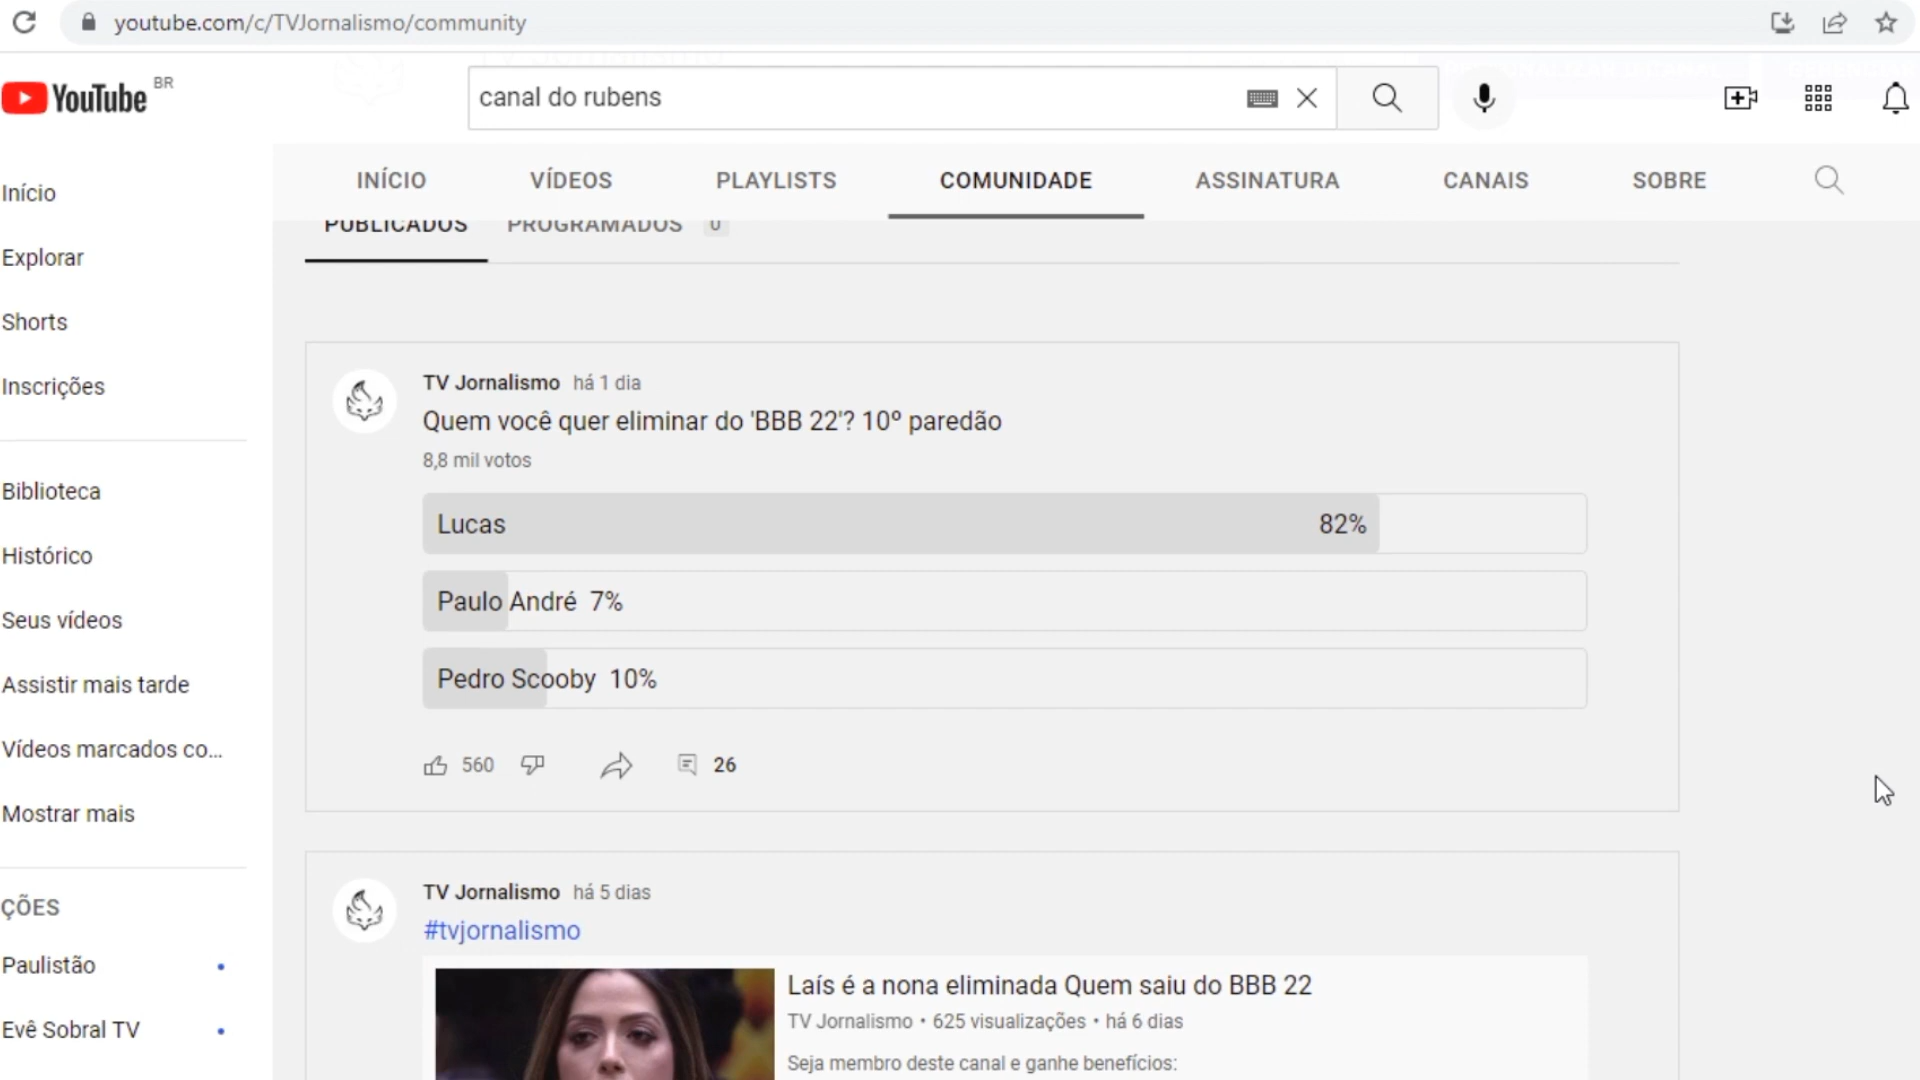 youtube.com/c/TVJornalismo/community
YouTube BR
canal do rubens
INÍCIO VÍDEOS PLAYLISTS COMUNIDADE ASSINATURA CANAIS SOBRE
PUBLICADOS PROGRAMADOS 0
Início
Explorar
Shorts
Inscrições
Biblioteca
Histórico
Seus vídeos
Assistir mais tarde
Vídeos marcados co...
Mostrar mais
ÇÕES
Paulistão
Evê Sobral TV
TV Jornalismo há 1 dia
Quem você quer eliminar do 'BBB 22'? 10º paredão
8,8 mil votos
Lucas 82%
Paulo André 7%
Pedro Scooby 10%
560 26
TV Jornalismo há 5 dias
#tvjornalismo
Laís é a nona eliminada Quem saiu do BBB 22
TV Jornalismo • 625 visualizações • há 6 dias
Seja membro deste canal e ganhe benefícios: